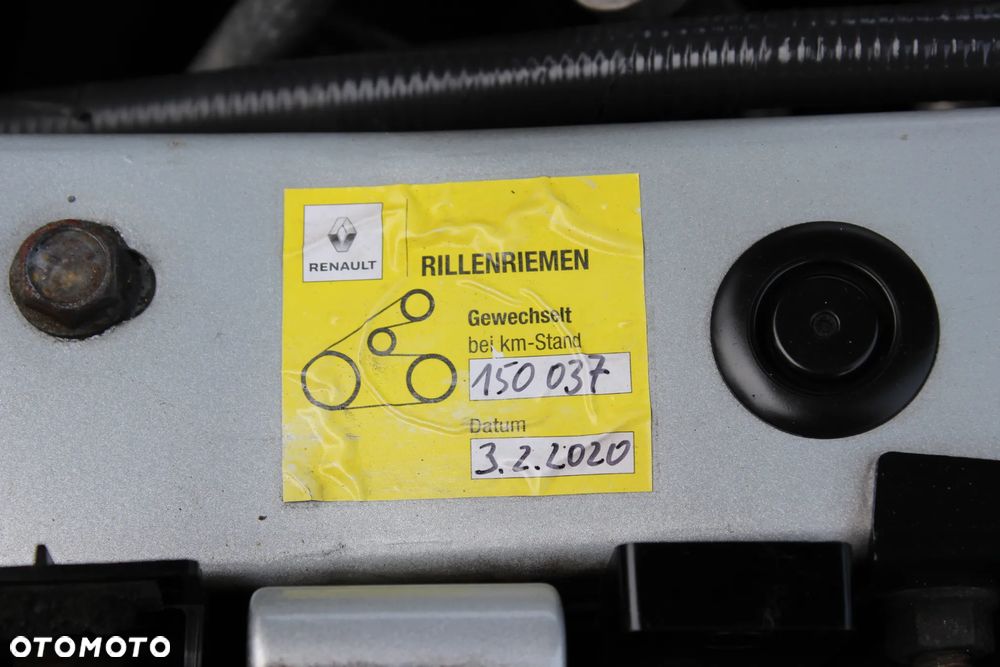 RENAULT
RILLENRIEMEN
Gewechselt
bei km-Stand
150 037
Datum
3.2.2020
OTOMOTO